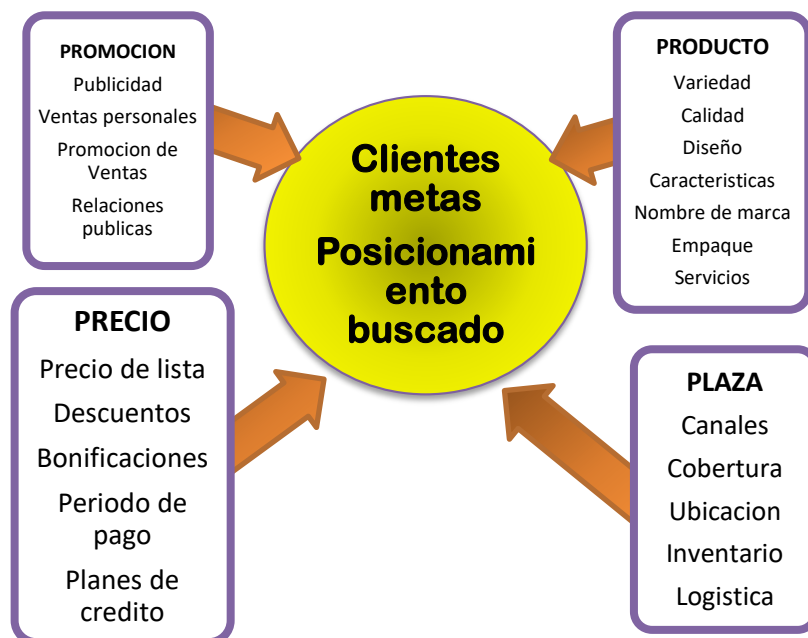 PROMOCION
Publicidad
Ventas personales
Promocion de
Ventas
Relaciones
publicas
PRODUCTO
Variedad
Calidad
Diseño
Caracteristicas
Nombre de marca
Empaque
Servicios
Clientes
metas
Posicionami
ento
buscado
PRECIO
Precio de lista
Descuentos
Bonificaciones
Periodo de
pago
Planes de
credito
PLAZA
Canales
Cobertura
Ubicacion
Inventario
Logistica